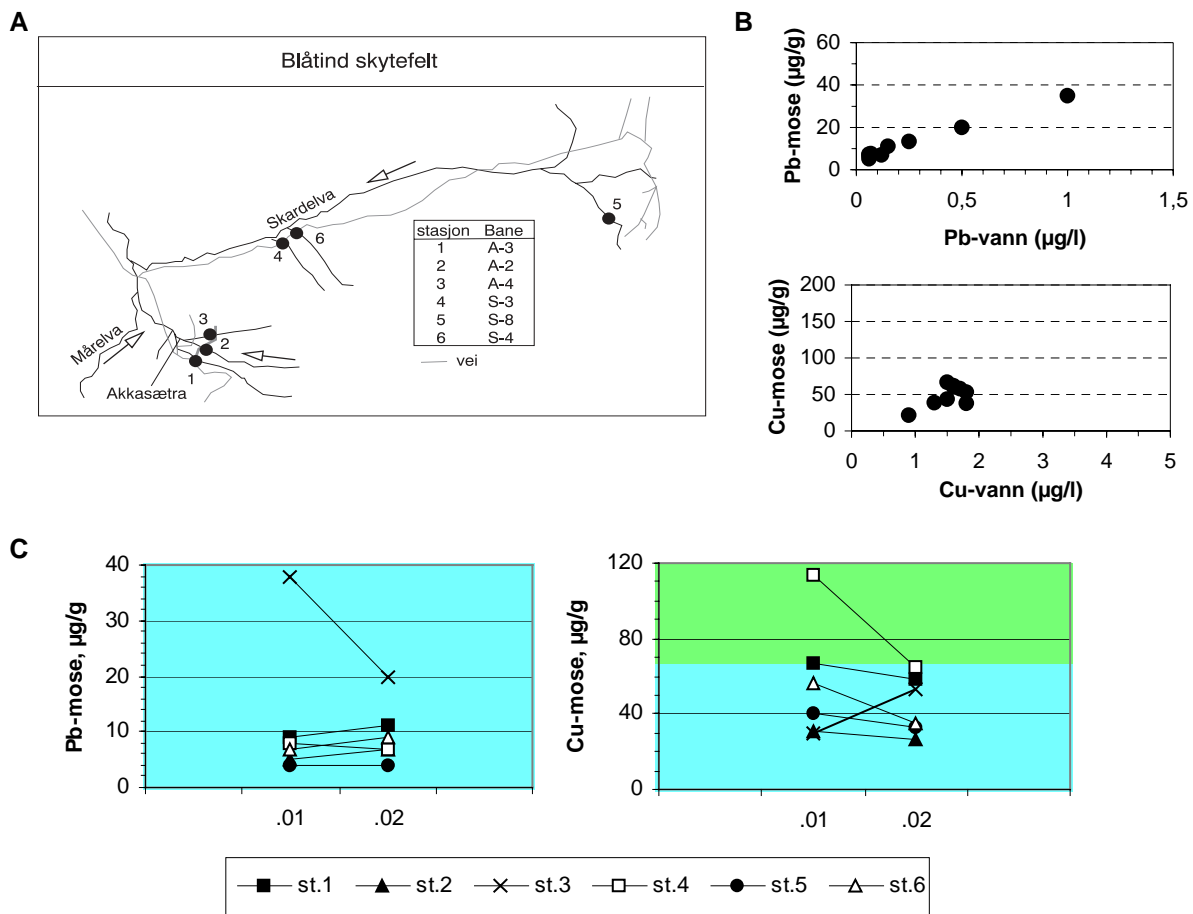 A
Blåtind skytefelt
Skardelva
Mårelva
Akkasætra
1
2
3
4
5
6
stasjon Bane
1 A-3
2 A-2
3 A-4
4 S-3
5 S-8
6 S-4
vei
B
Pb-mose (µg/g)
60
40
20
0
0 0,5 1 1,5
Pb-vann (µg/l)
Cu-mose (µg/g)
200
150
100
50
0
0 1 2 3 4 5
Cu-vann (µg/l)
C
Pb-mose, µg/g
40
30
20
10
0
.01 .02
Cu-mose, µg/g
120
80
40
0
.01 .02
st.1 st.2 st.3 st.4 st.5 st.6